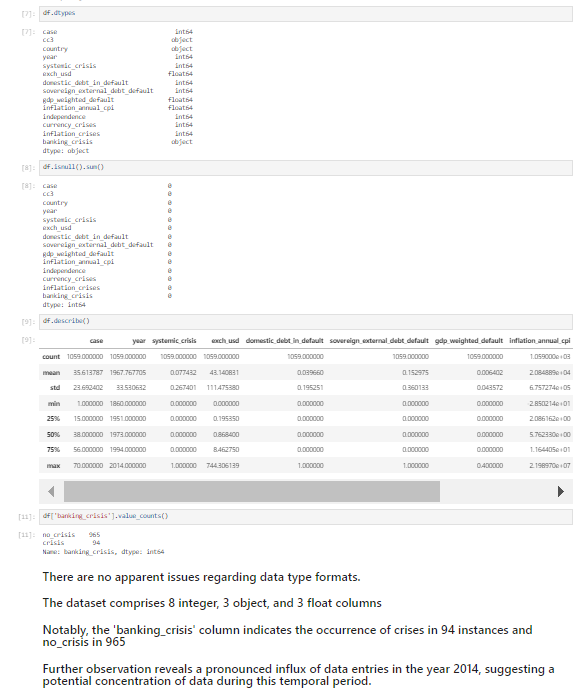 [7]: df.dtypes
[7]: case int64
cc3 object
country object
year int64
systemic_crisis int64
exch_usd float64
domestic_debt_in_default int64
sovereign_external_debt_default int64
gdp_weighted_default float64
inflation_annual_cpi float64
independence int64
currency_crises int64
inflation_crises int64
banking_crisis object
dtype: object
[8]: df.isnull().sum()
[8]: case 0
cc3 0
country 0
year 0
systemic_crisis 0
exch_usd 0
domestic_debt_in_default 0
sovereign_external_debt_default 0
gdp_weighted_default 0
inflation_annual_cpi 0
independence 0
currency_crises 0
inflation_crises 0
banking_crisis 0
dtype: int64
[9]: df.describe()
[9]: case year systemic_crisis exch_usd domestic_debt_in_default sovereign_external_debt_default gdp_weighted_default inflation_annual_cpi
count 1059.000000 1059.000000 1059.000000 1059.000000 1059.000000 1059.000000 1059.000000 1.059000e+03
mean 35.613787 1967.767705 0.077432 43.140831 0.039660 0.152975 0.006402 2.084889e+04
std 23.692402 33.530632 0.267401 111.475380 0.195251 0.360133 0.043572 6.757274e+05
min 1.000000 1860.000000 0.000000 0.000000 0.000000 0.000000 0.000000 -2.850214e+01
25% 15.000000 1951.000000 0.000000 0.195350 0.000000 0.000000 0.000000 2.086162e+00
50% 38.000000 1973.000000 0.000000 0.868400 0.000000 0.000000 0.000000 5.762330e+00
75% 56.000000 1994.000000 0.000000 8.462750 0.000000 0.000000 0.000000 1.164405e+01
max 70.000000 2014.000000 1.000000 744.306139 1.000000 1.000000 0.400000 2.198970e+07
[11]: df['banking_crisis'].value_counts()
[11]: no_crisis 965
crisis 94
Name: banking_crisis, dtype: int64
There are no apparent issues regarding data type formats.
The dataset comprises 8 integer, 3 object, and 3 float columns
Notably, the 'banking_crisis' column indicates the occurrence of crises in 94 instances and
no_crisis in 965
Further observation reveals a pronounced influx of data entries in the year 2014, suggesting a
potential concentration of data during this temporal period.